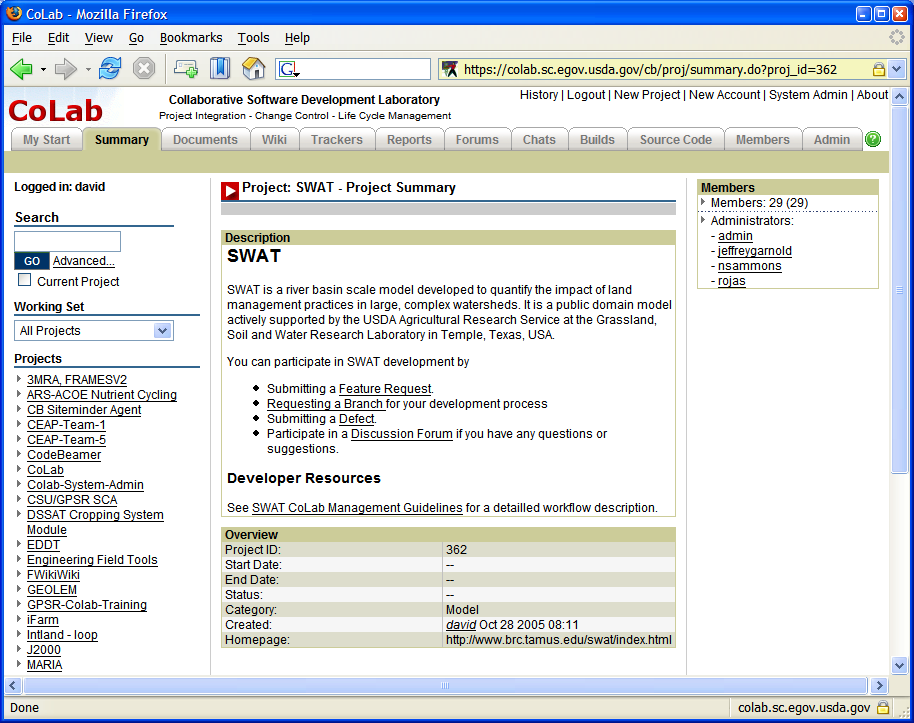 CoLab - Mozilla Firefox
File Edit View Go Bookmarks Tools Help
G
https://colab.sc.egov.usda.gov/cb/proj/summary.do?proj_id=362
CoLab
Collaborative Software Development Laboratory
Project Integration - Change Control - Life Cycle Management
History | Logout | New Project | New Account | System Admin | About
My Start Summary Documents Wiki Trackers Reports Forums Chats Builds Source Code Members Admin ?
Logged in: david
Search
GO Advanced...
Current Project
Working Set
All Projects
Projects
3MRA, FRAMESV2
ARS-ACOE Nutrient Cycling
CB Siteminder Agent
CEAP-Team-1
CEAP-Team-5
CodeBeamer
CoLab
Colab-System-Admin
CSU/GPSR SCA
DSSAT Cropping System
Module
EDDT
Engineering Field Tools
FWikiWiki
GEOLEM
GPSR-Colab-Training
iFarm
Intland - loop
J2000
MARIA
Project: SWAT - Project Summary
Description
SWAT
SWAT is a river basin scale model developed to quantify the impact of land
management practices in large, complex watersheds. It is a public domain model
actively supported by the USDA Agricultural Research Service at the Grassland,
Soil and Water Research Laboratory in Temple, Texas, USA.
You can participate in SWAT development by
• Submitting a Feature Request.
• Requesting a Branch for your development process
• Submitting a Defect.
• Participate in a Discussion Forum if you have any questions or
suggestions.
Developer Resources
See SWAT CoLab Management Guidelines for a detailled workflow description.
Overview
Project ID: 362
Start Date: --
End Date: --
Status: --
Category: Model
Created: david Oct 28 2005 08:11
Homepage: http://www.brc.tamus.edu/swat/index.html
Members
Members: 29 (29)
Administrators:
- admin
- jeffreygarnold
- nsammons
- rojas
Done
colab.sc.egov.usda.gov